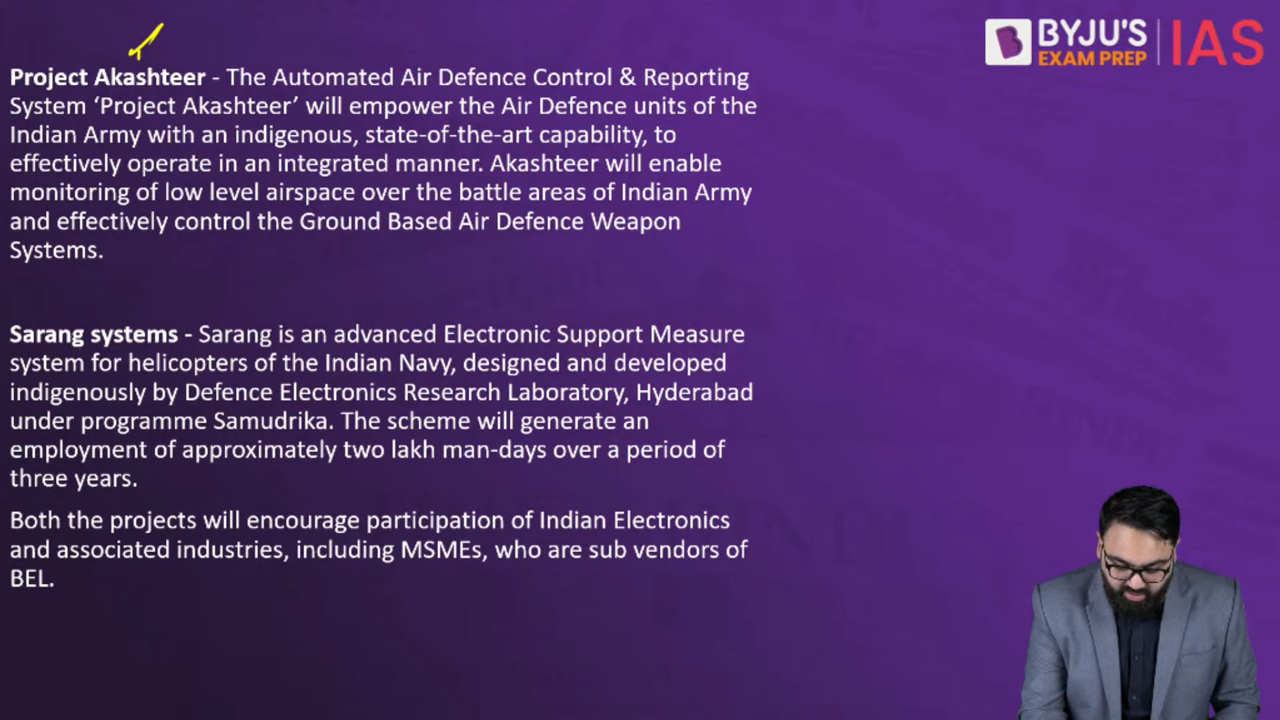 BYJU'S
EXAM PREP
IAS
Project Akashteer - The Automated Air Defence Control & Reporting
System ‘Project Akashteer’ will empower the Air Defence units of the
Indian Army with an indigenous, state-of-the-art capability, to
effectively operate in an integrated manner. Akashteer will enable
monitoring of low level airspace over the battle areas of Indian Army
and effectively control the Ground Based Air Defence Weapon
Systems.
Sarang systems - Sarang is an advanced Electronic Support Measure
system for helicopters of the Indian Navy, designed and developed
indigenously by Defence Electronics Research Laboratory, Hyderabad
under programme Samudrika. The scheme will generate an
employment of approximately two lakh man-days over a period of
three years.
Both the projects will encourage participation of Indian Electronics
and associated industries, including MSMEs, who are sub vendors of
BEL.